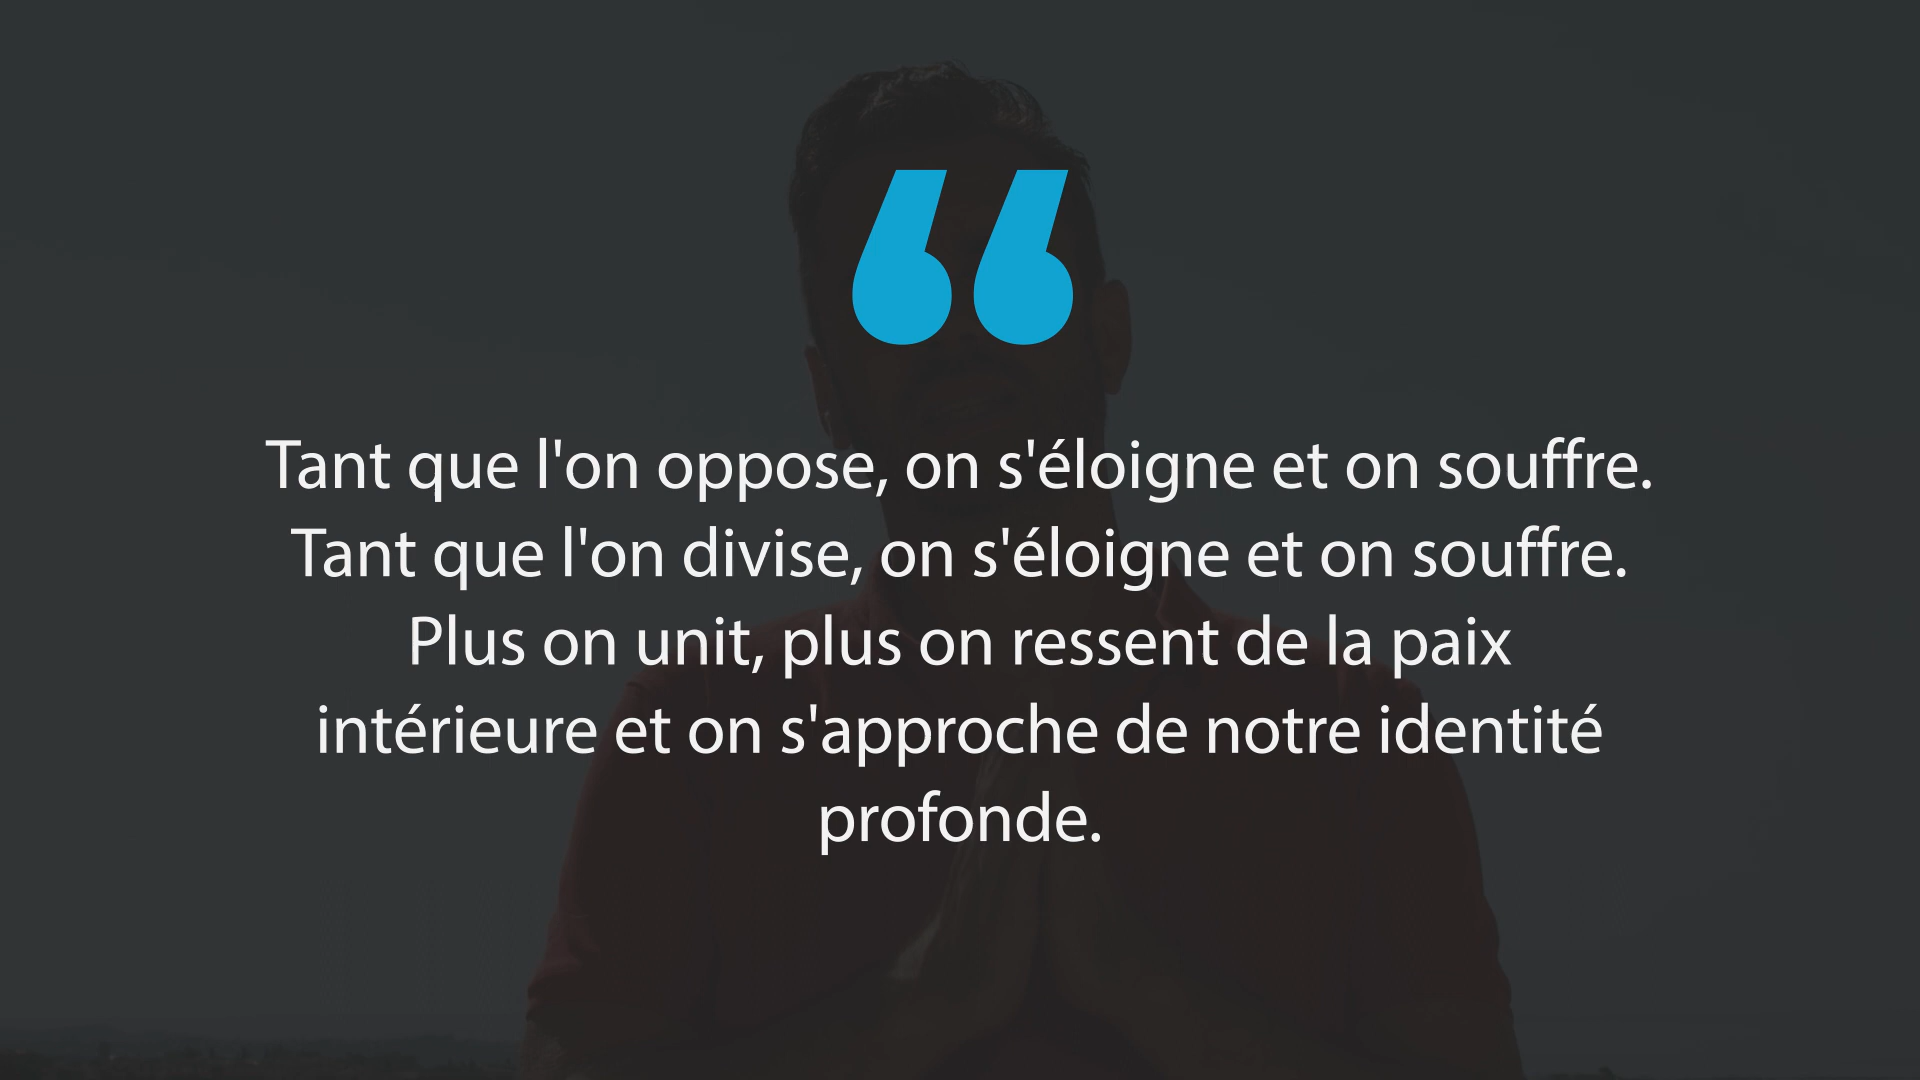 Tant que l'on oppose, on s'éloigne et on souffre.
Tant que l'on divise, on s'éloigne et on souffre.
Plus on unit, plus on ressent de la paix
intérieure et on s'approche de notre identité
profonde.